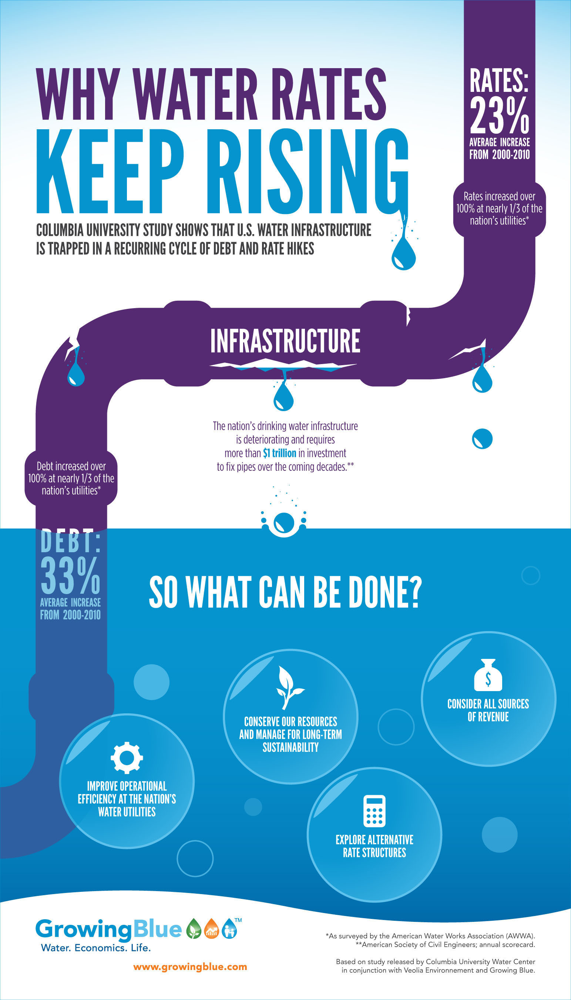 WHY WATER RATES
KEEP RISING
COLUMBIA UNIVERSITY STUDY SHOWS THAT U.S. WATER INFRASTRUCTURE
IS TRAPPED IN A RECURRING CYCLE OF DEBT AND RATE HIKES
RATES:
23%
AVERAGE INCREASE
FROM 2000-2010
Rates increased over
100% at nearly 1/3 of the
nation's utilities*
INFRASTRUCTURE
The nation's drinking water infrastructure
is deteriorating and requires
more than $1 trillion in investment
to fix pipes over the coming decades.**
Debt increased over
100% at nearly 1/3 of the
nation's utilities*
DEBT:
33%
AVERAGE INCREASE
FROM 2000-2010
SO WHAT CAN BE DONE?
$
CONSIDER ALL SOURCES
OF REVENUE
CONSERVE OUR RESOURCES
AND MANAGE FOR LONG-TERM
SUSTAINABILITY
IMPROVE OPERATIONAL
EFFICIENCY AT THE NATION'S
WATER UTILITIES
EXPLORE ALTERNATIVE
RATE STRUCTURES
GrowingBlue TM
Water. Economics. Life.
www.growingblue.com
*As surveyed by the American Water Works Association (AWWA).
**American Society of Civil Engineers; annual scorecard.
Based on study released by Columbia University Water Center
in conjunction with Veolia Environnement and Growing Blue.